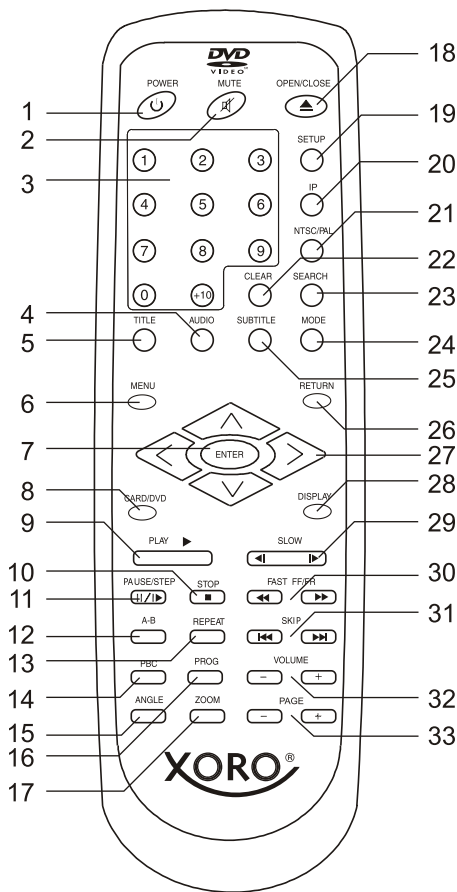 DVD
VIDEO
POWER MUTE OPEN/CLOSE
18
1
2
SETUP
19
3
1 2 3
IP
20
4 5 6
NTSC/PAL
21
7 8 9
CLEAR SEARCH
22
0 +10
23
4
TITLE AUDIO SUBTITLE MODE
5
24
25
MENU RETURN
6
26
7
ENTER
27
8
CARD/DVD DISPLAY
28
9
PLAY SLOW
29
10
PAUSE/STEP STOP FAST FF/FR
30
11
A-B REPEAT SKIP
31
12
13
PBC PROG VOLUME
− +
14
32
ANGLE ZOOM PAGE
− +
15
33
16
17
XORO®